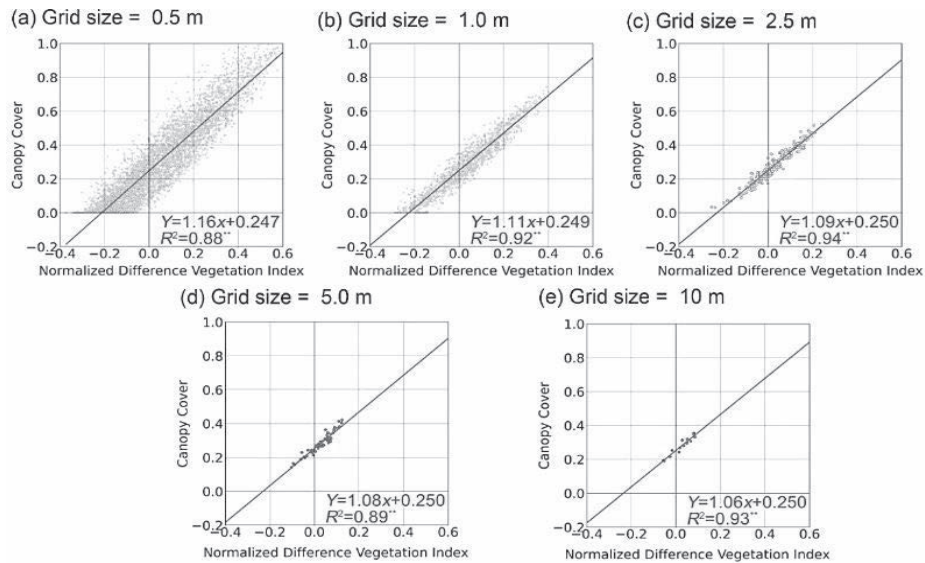 (a) Grid size = 0.5 m
(b) Grid size = 1.0 m
(c) Grid size = 2.5 m
1.0
0.8
0.6
0.4
0.2
0.0
−0.2
Canopy Cover
Y=1.16x+0.247
R²=0.88**
−0.4 −0.2 0.0 0.2 0.4 0.6
Normalized Difference Vegetation Index
1.0
0.8
0.6
0.4
0.2
0.0
−0.2
Canopy Cover
Y=1.11x+0.249
R²=0.92**
−0.4 −0.2 0.0 0.2 0.4 0.6
Normalized Difference Vegetation Index
1.0
0.8
0.6
0.4
0.2
0.0
−0.2
Canopy Cover
Y=1.09x+0.250
R²=0.94**
−0.4 −0.2 0.0 0.2 0.4 0.6
Normalized Difference Vegetation Index
(d) Grid size = 5.0 m
(e) Grid size = 10 m
1.0
0.8
0.6
0.4
0.2
0.0
−0.2
Canopy Cover
Y=1.08x+0.250
R²=0.89**
−0.4 −0.2 0.0 0.2 0.4 0.6
Normalized Difference Vegetation Index
1.0
0.8
0.6
0.4
0.2
0.0
−0.2
Canopy Cover
Y=1.06x+0.250
R²=0.93**
−0.4 −0.2 0.0 0.2 0.4 0.6
Normalized Difference Vegetation Index